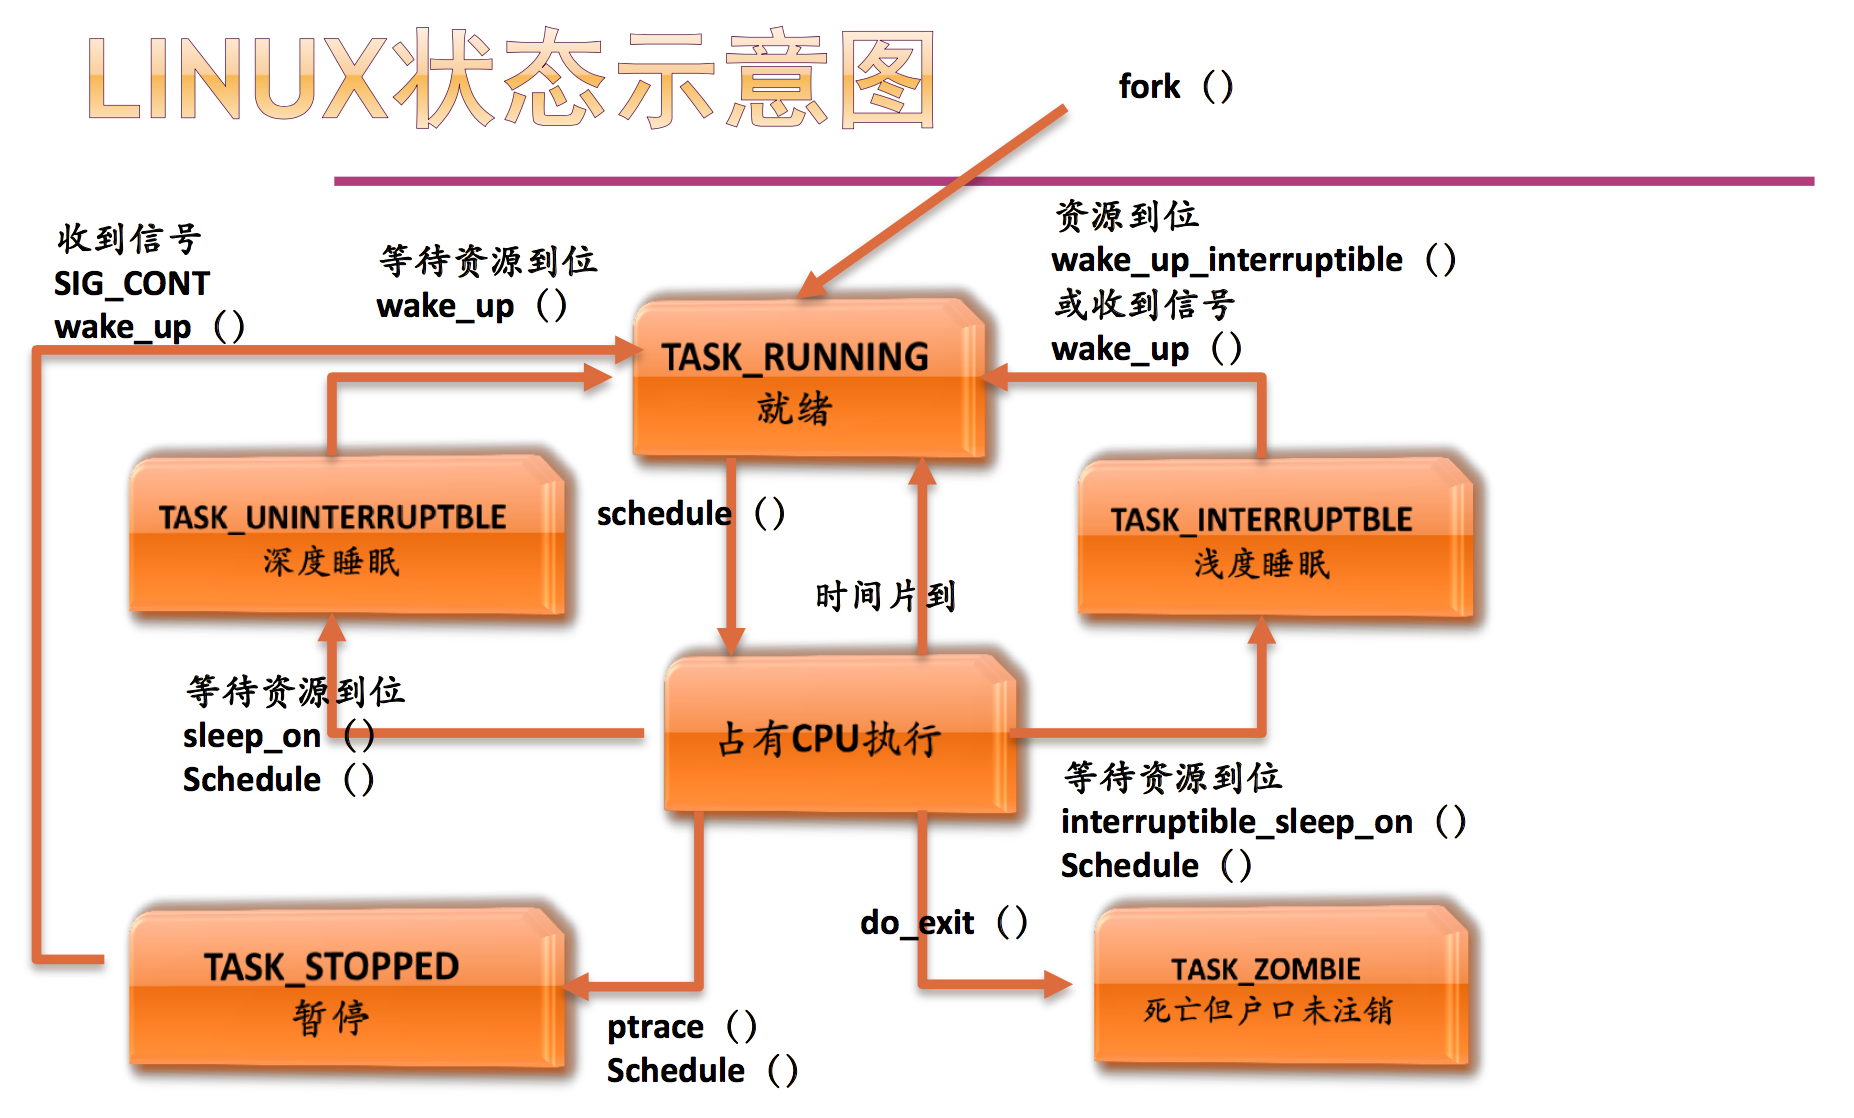 LINUX状态示意图
fork（）
收到信号
SIG_CONT
wake_up（）
等待资源到位
wake_up（）
资源到位
wake_up_interruptible（）
或收到信号
wake_up（）
TASK_RUNNING
就绪
TASK_UNINTERRUPTBLE
深度睡眠
schedule（）
时间片到
TASK_INTERRUPTBLE
浅度睡眠
等待资源到位
sleep_on（）
Schedule（）
占有CPU执行
等待资源到位
interruptible_sleep_on（）
Schedule（）
TASK_STOPPED
暂停
ptrace（）
Schedule（）
do_exit（）
TASK_ZOMBIE
死亡但户口未注销